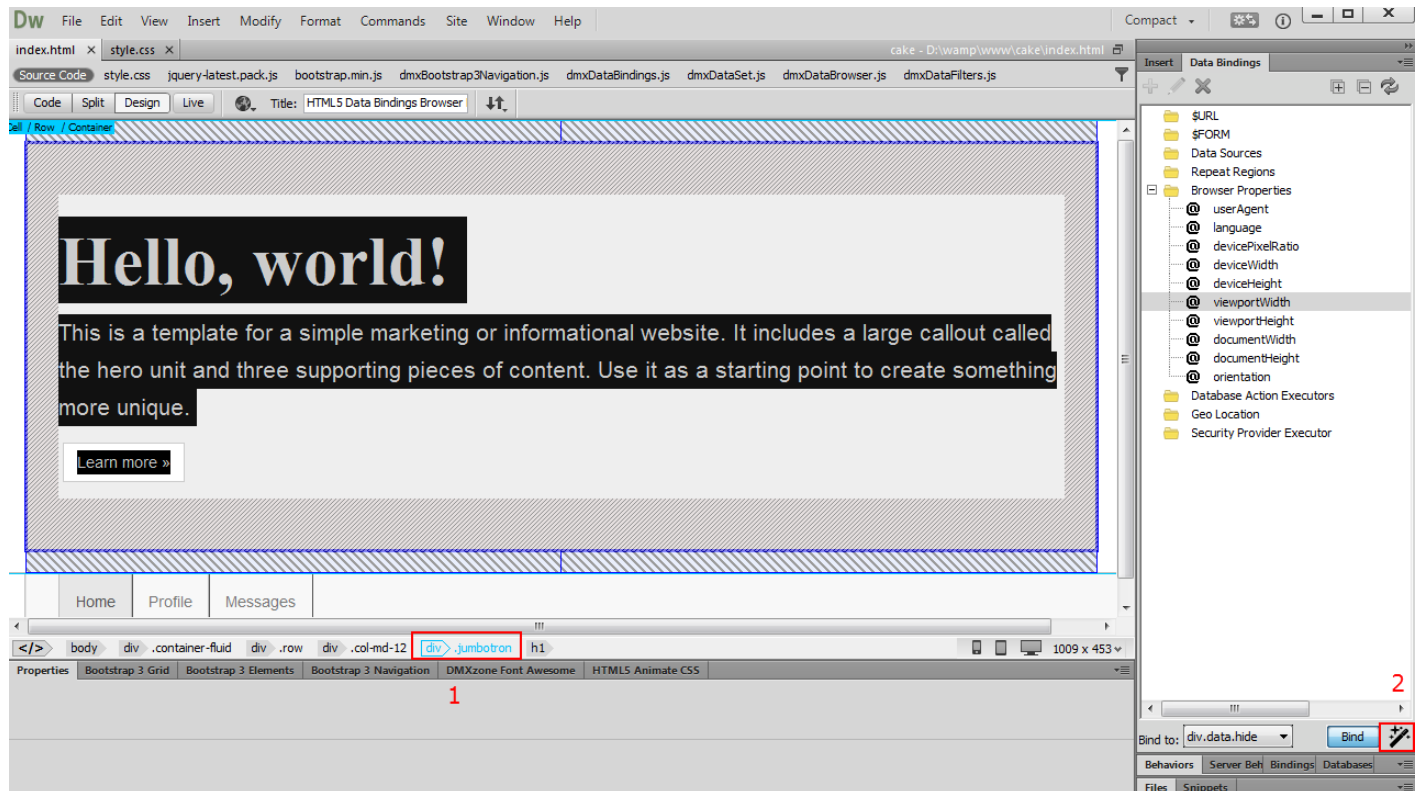 Dw File Edit View Insert Modify Format Commands Site Window Help Compact
index.html × style.css × cake - D:\wamp\www\cake\index.html
Source Code style.css jquery-latest.pack.js bootstrap.min.js dmxBootstrap3Navigation.js dmxDataBindings.js dmxDataSet.js dmxDataBrowser.js dmxDataFilters.js
Code Split Design Live Title: HTML5 Data Bindings Browser
Cell / Row / Container
Hello, world!
This is a template for a simple marketing or informational website. It includes a large callout called
the hero unit and three supporting pieces of content. Use it as a starting point to create something
more unique.
Learn more »
Home Profile Messages
</> body div .container-fluid div .row div .col-md-12 div .jumbotron h1 1009 x 453
Properties Bootstrap 3 Grid Bootstrap 3 Elements Bootstrap 3 Navigation DMXzone Font Awesome HTML5 Animate CSS
1
Insert Data Bindings
$URL
$FORM
Data Sources
Repeat Regions
Browser Properties
@ userAgent
@ language
@ devicePixelRatio
@ deviceWidth
@ deviceHeight
@ viewportWidth
@ viewportHeight
@ documentWidth
@ documentHeight
@ orientation
Database Action Executors
Geo Location
Security Provider Executor
2
Bind to: div.data.hide Bind
Behaviors Server Beh Bindings Databases
Files Snippets